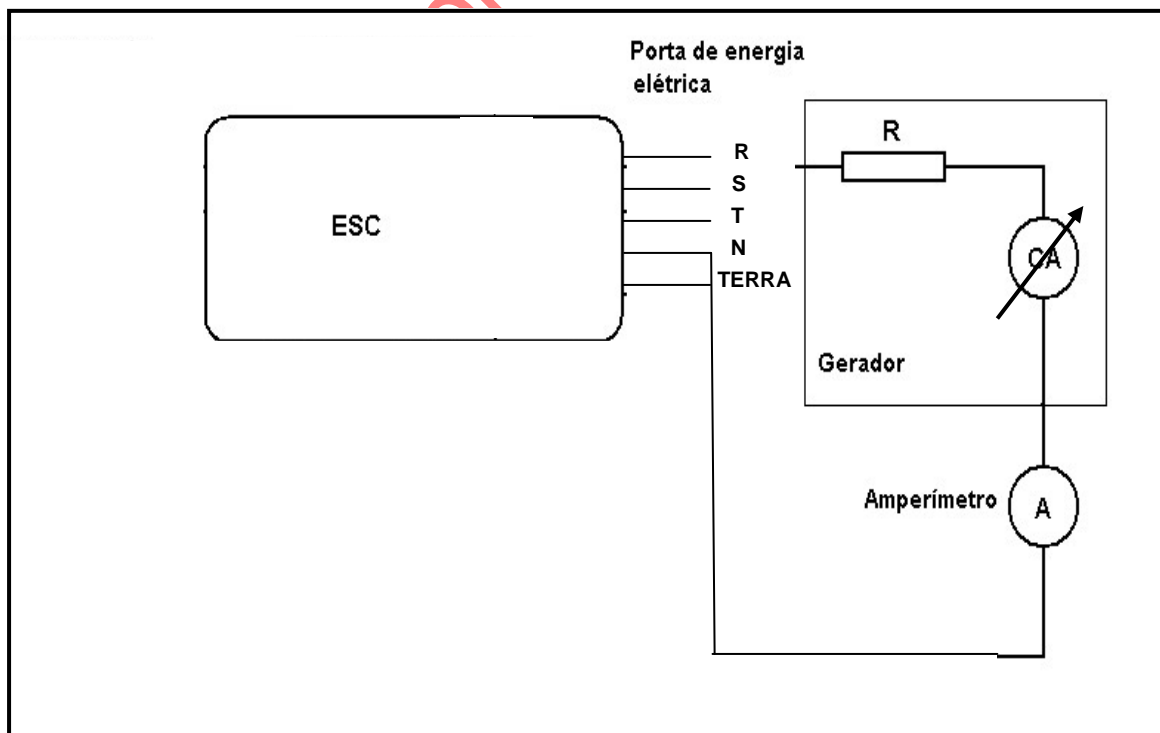 Porta de energia
elétrica
R
S
T
N
TERRA
ESC
R
CA
Gerador
Amperímetro
A